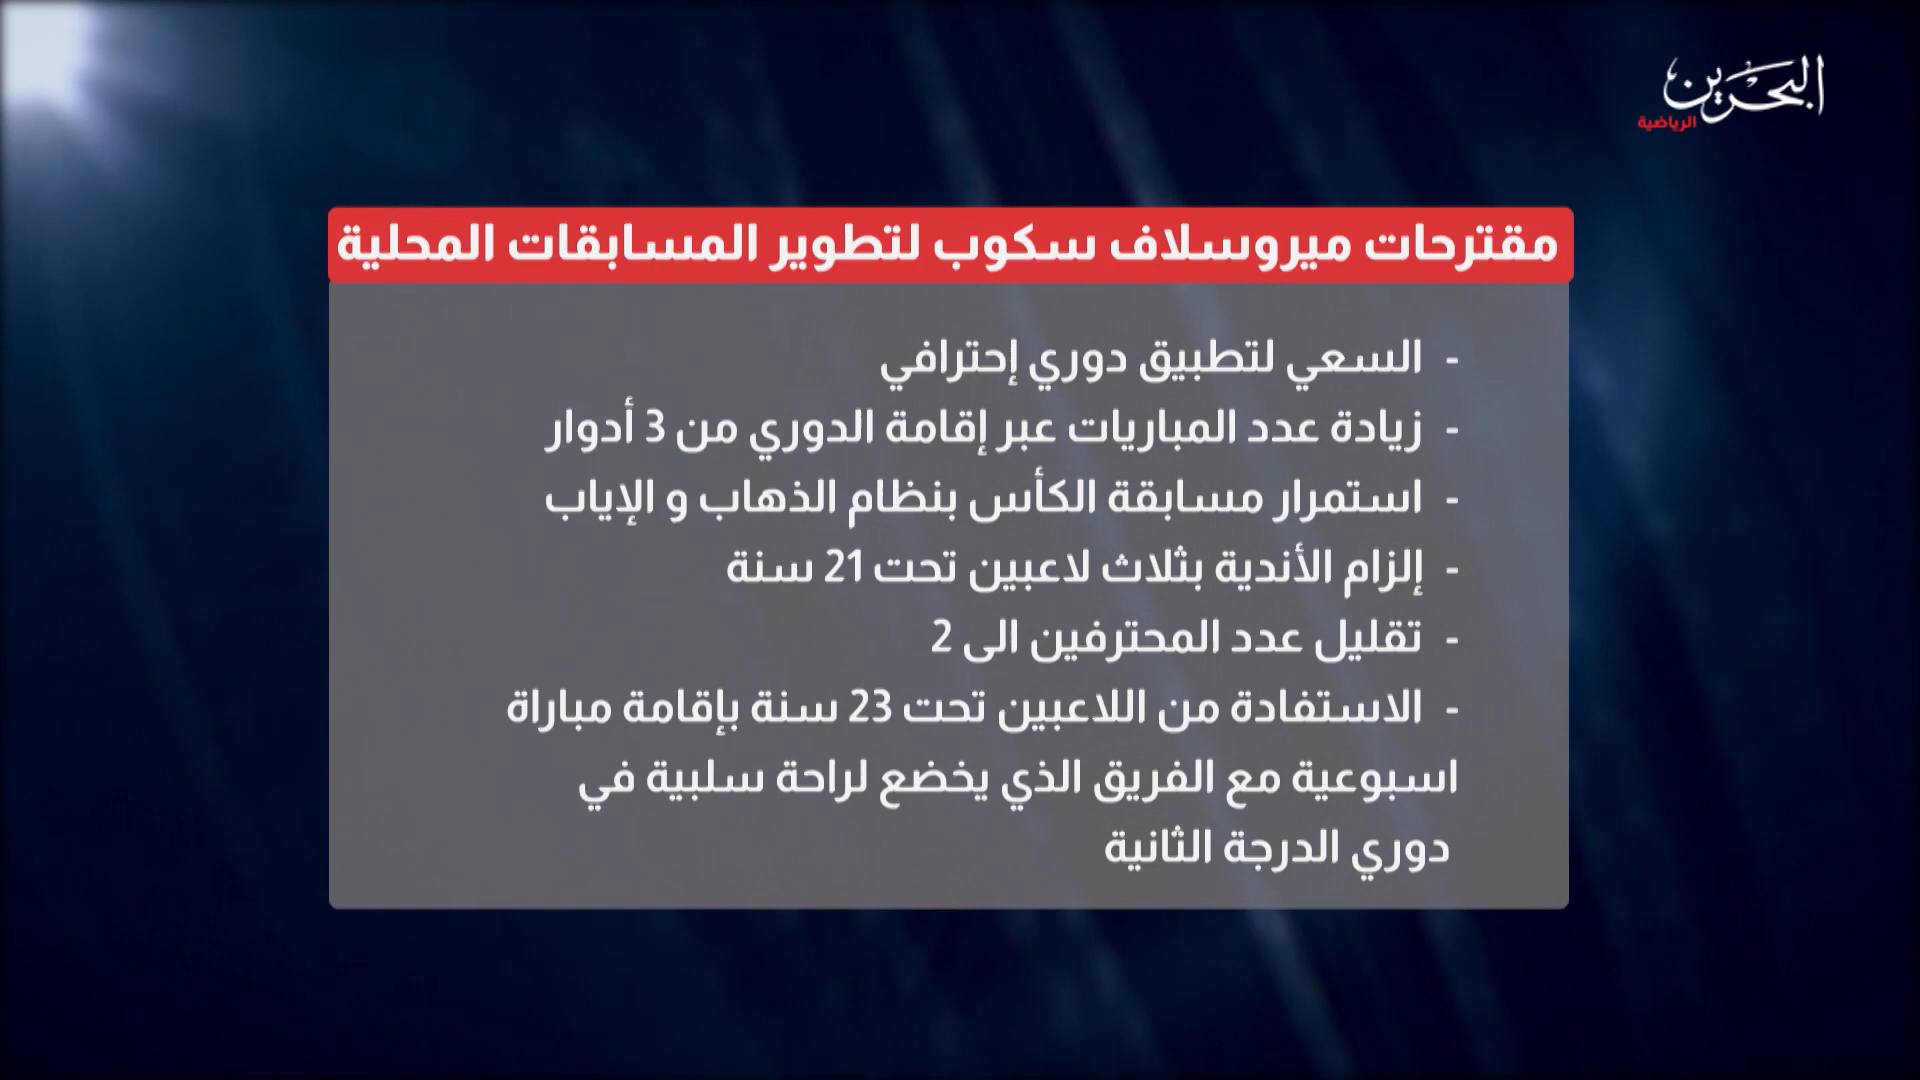 البحرين
الرياضية
مقترحات ميروسلاف سكوب لتطوير المسابقات المحلية
- السعي لتطبيق دوري إحترافي
- زيادة عدد المباريات عبر إقامة الدوري من 3 أدوار
- استمرار مسابقة الكأس بنظام الذهاب و الإياب
- إلزام الأندية بثلاث لاعبين تحت 21 سنة
- تقليل عدد المحترفين الى 2
- الاستفادة من اللاعبين تحت 23 سنة بإقامة مباراة
اسبوعية مع الفريق الذي يخضع لراحة سلبية في
دوري الدرجة الثانية